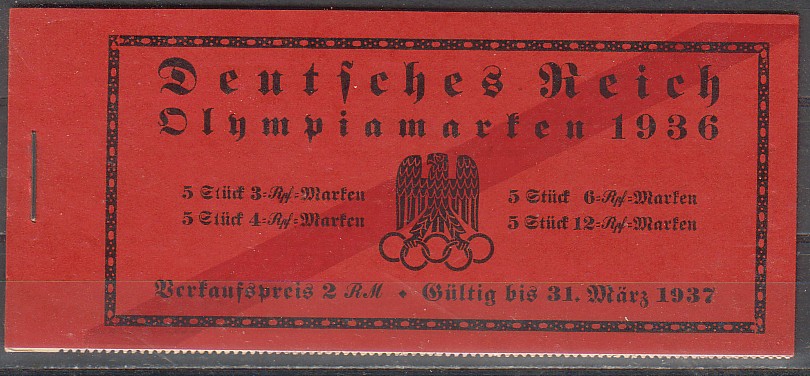 Deutſches Reich
Olympiamarken 1936
5 Stück 3=Rpf=Marken
5 Stück 4=Rpf=Marken
5 Stück 6=Rpf=Marken
5 Stück 12=Rpf=Marken
Verkaufspreis 2 RM ◆ Gültig bis 31. März 1937